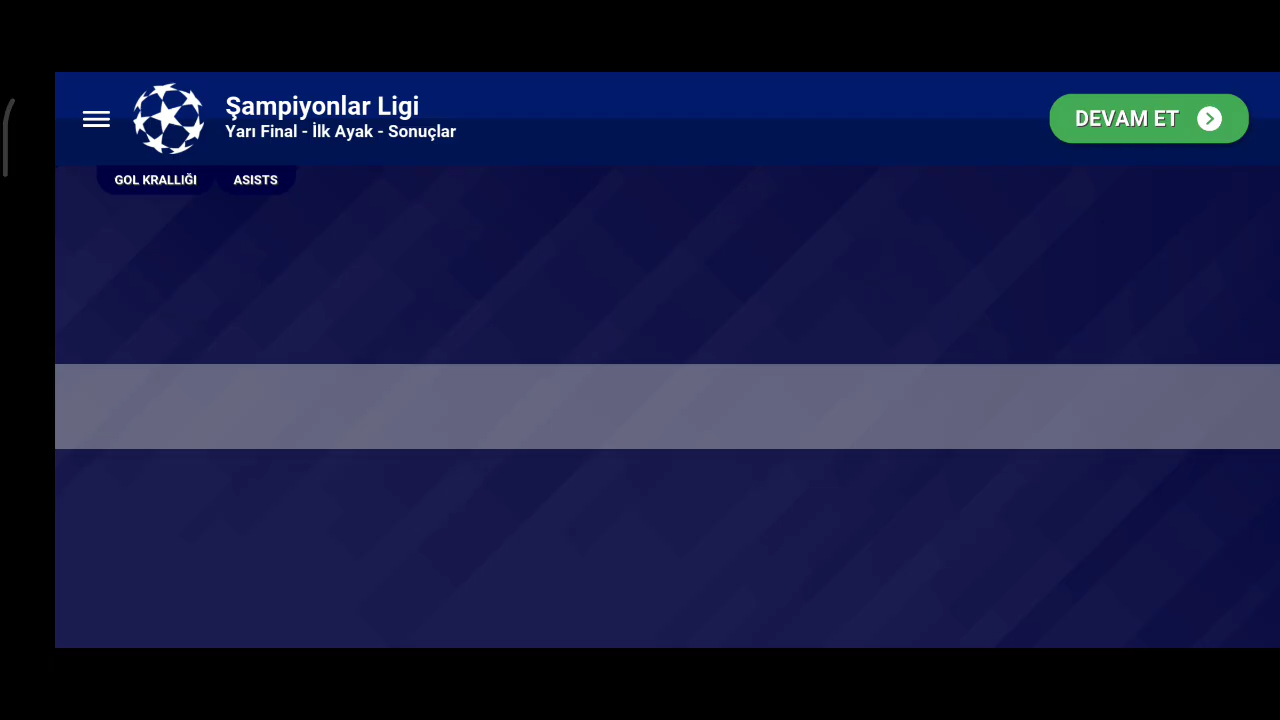 Şampiyonlar Ligi
Yarı Final - İlk Ayak - Sonuçlar
DEVAM ET
GOL KRALLIĞI
ASISTS